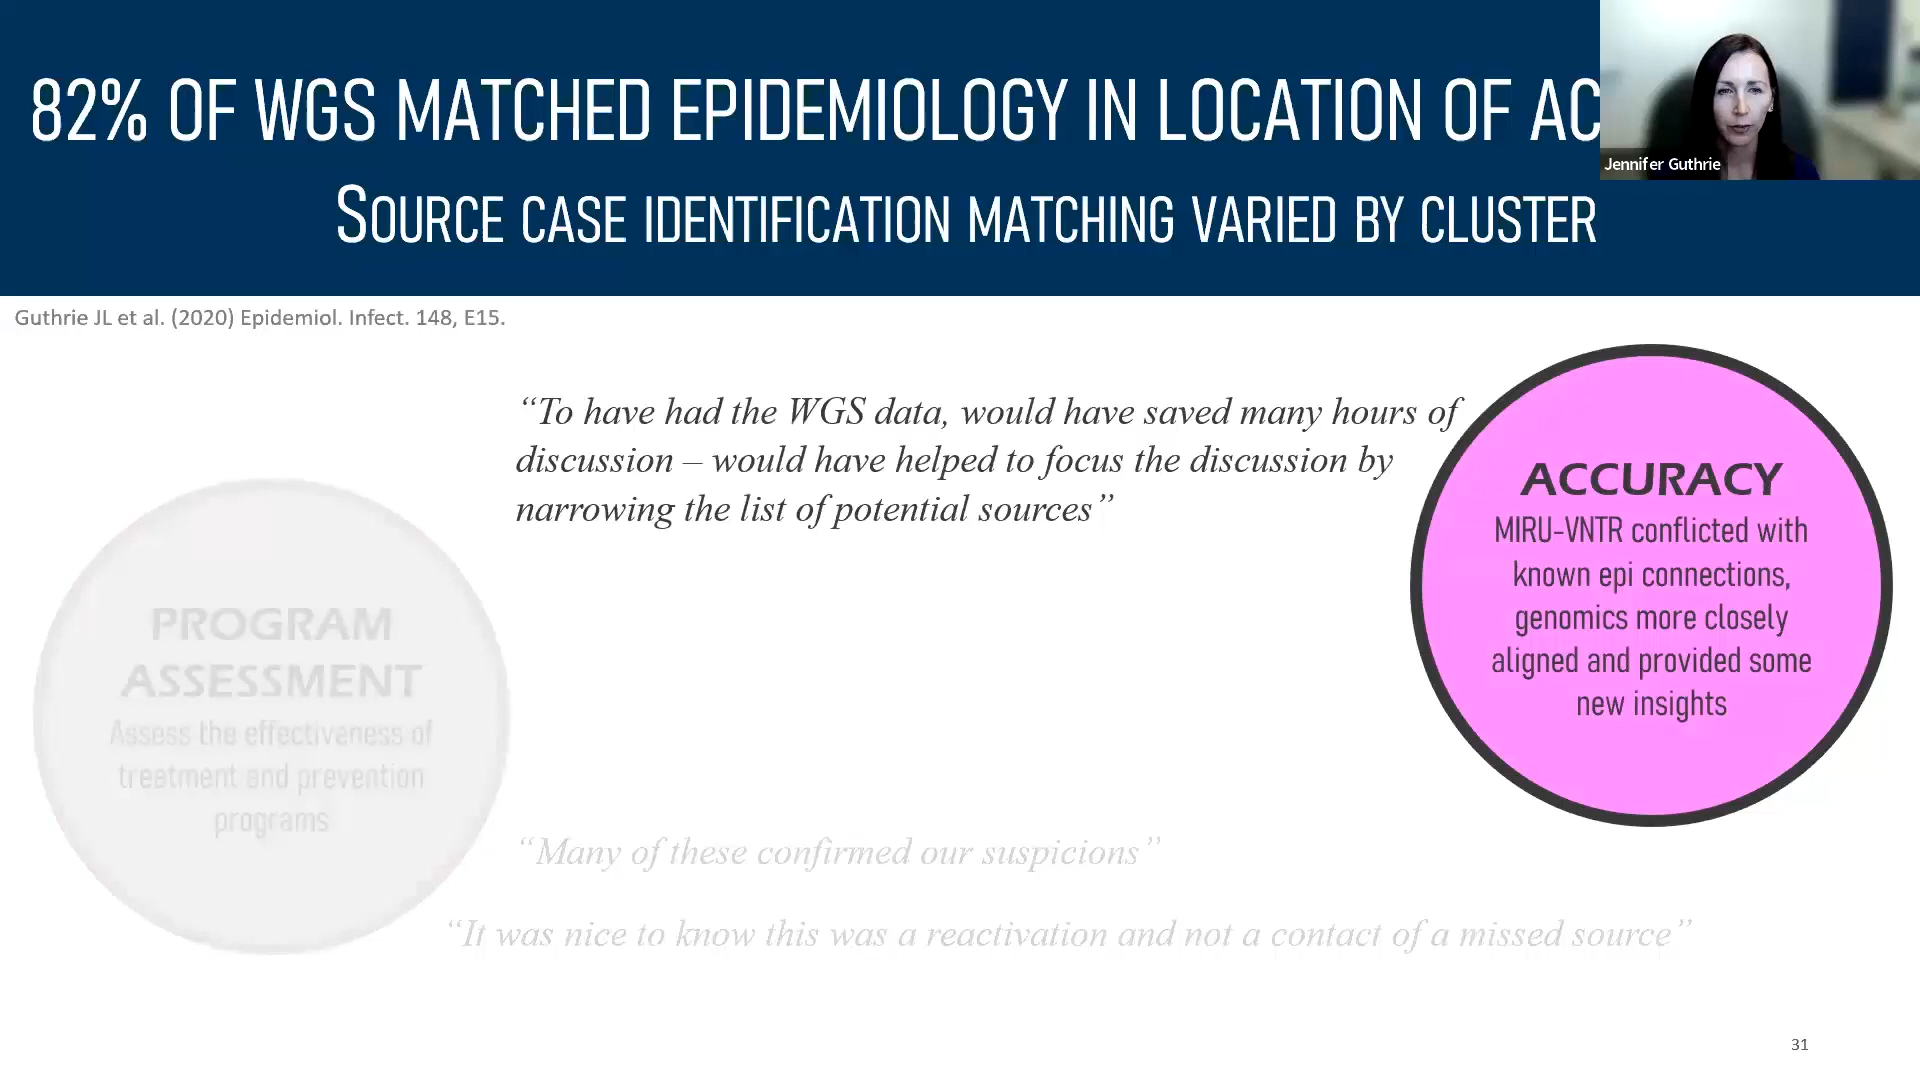 82% OF WGS MATCHED EPIDEMIOLOGY IN LOCATION OF AC
Jennifer Guthrie
SOURCE CASE IDENTIFICATION MATCHING VARIED BY CLUSTER
Guthrie JL et al. (2020) Epidemiol. Infect. 148, E15.
“To have had the WGS data, would have saved many hours of
discussion – would have helped to focus the discussion by
narrowing the list of potential sources”
ACCURACY
MIRU-VNTR conflicted with
known epi connections,
genomics more closely
aligned and provided some
new insights
PROGRAM
ASSESSMENT
Assess the effectiveness of
treatment and prevention
programs
“Many of these confirmed our suspicions”
“It was nice to know this was a reactivation and not a contact of a missed source”
31